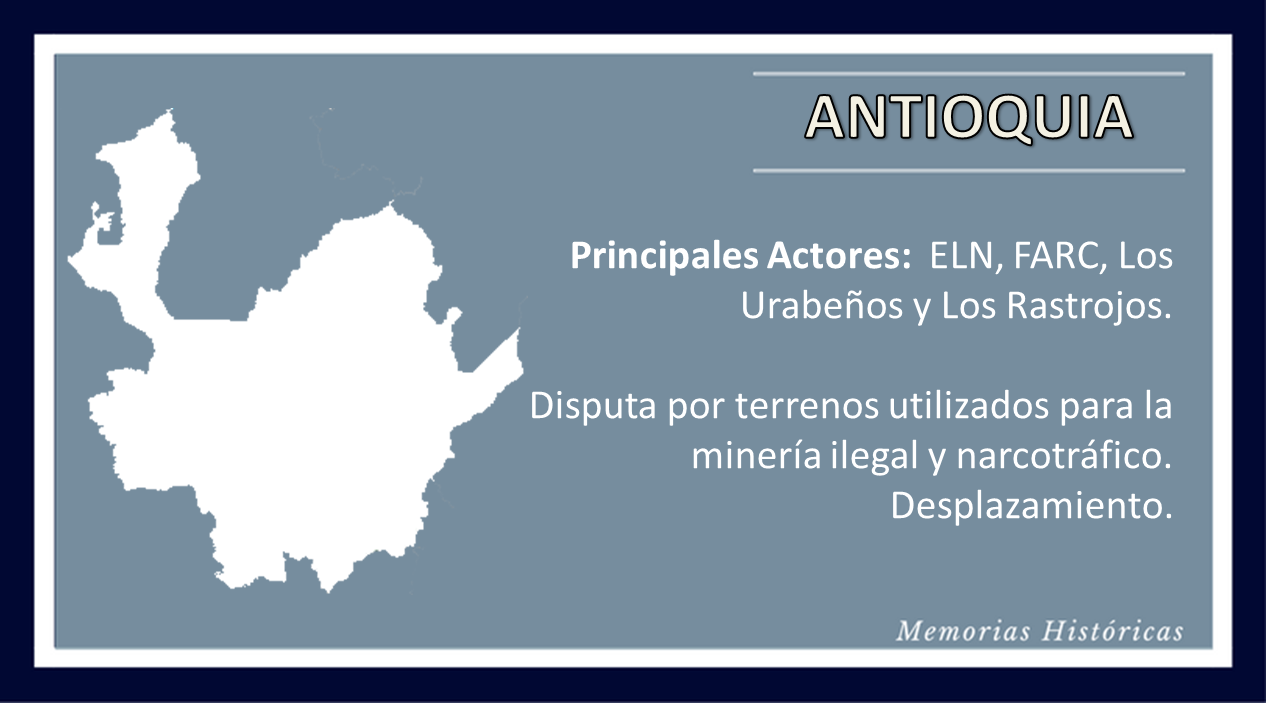 ANTIOQUIA
Principales Actores: ELN, FARC, Los
Urabeños y Los Rastrojos.
Disputa por terrenos utilizados para la
minería ilegal y narcotráfico.
Desplazamiento.
Memorias Históricas